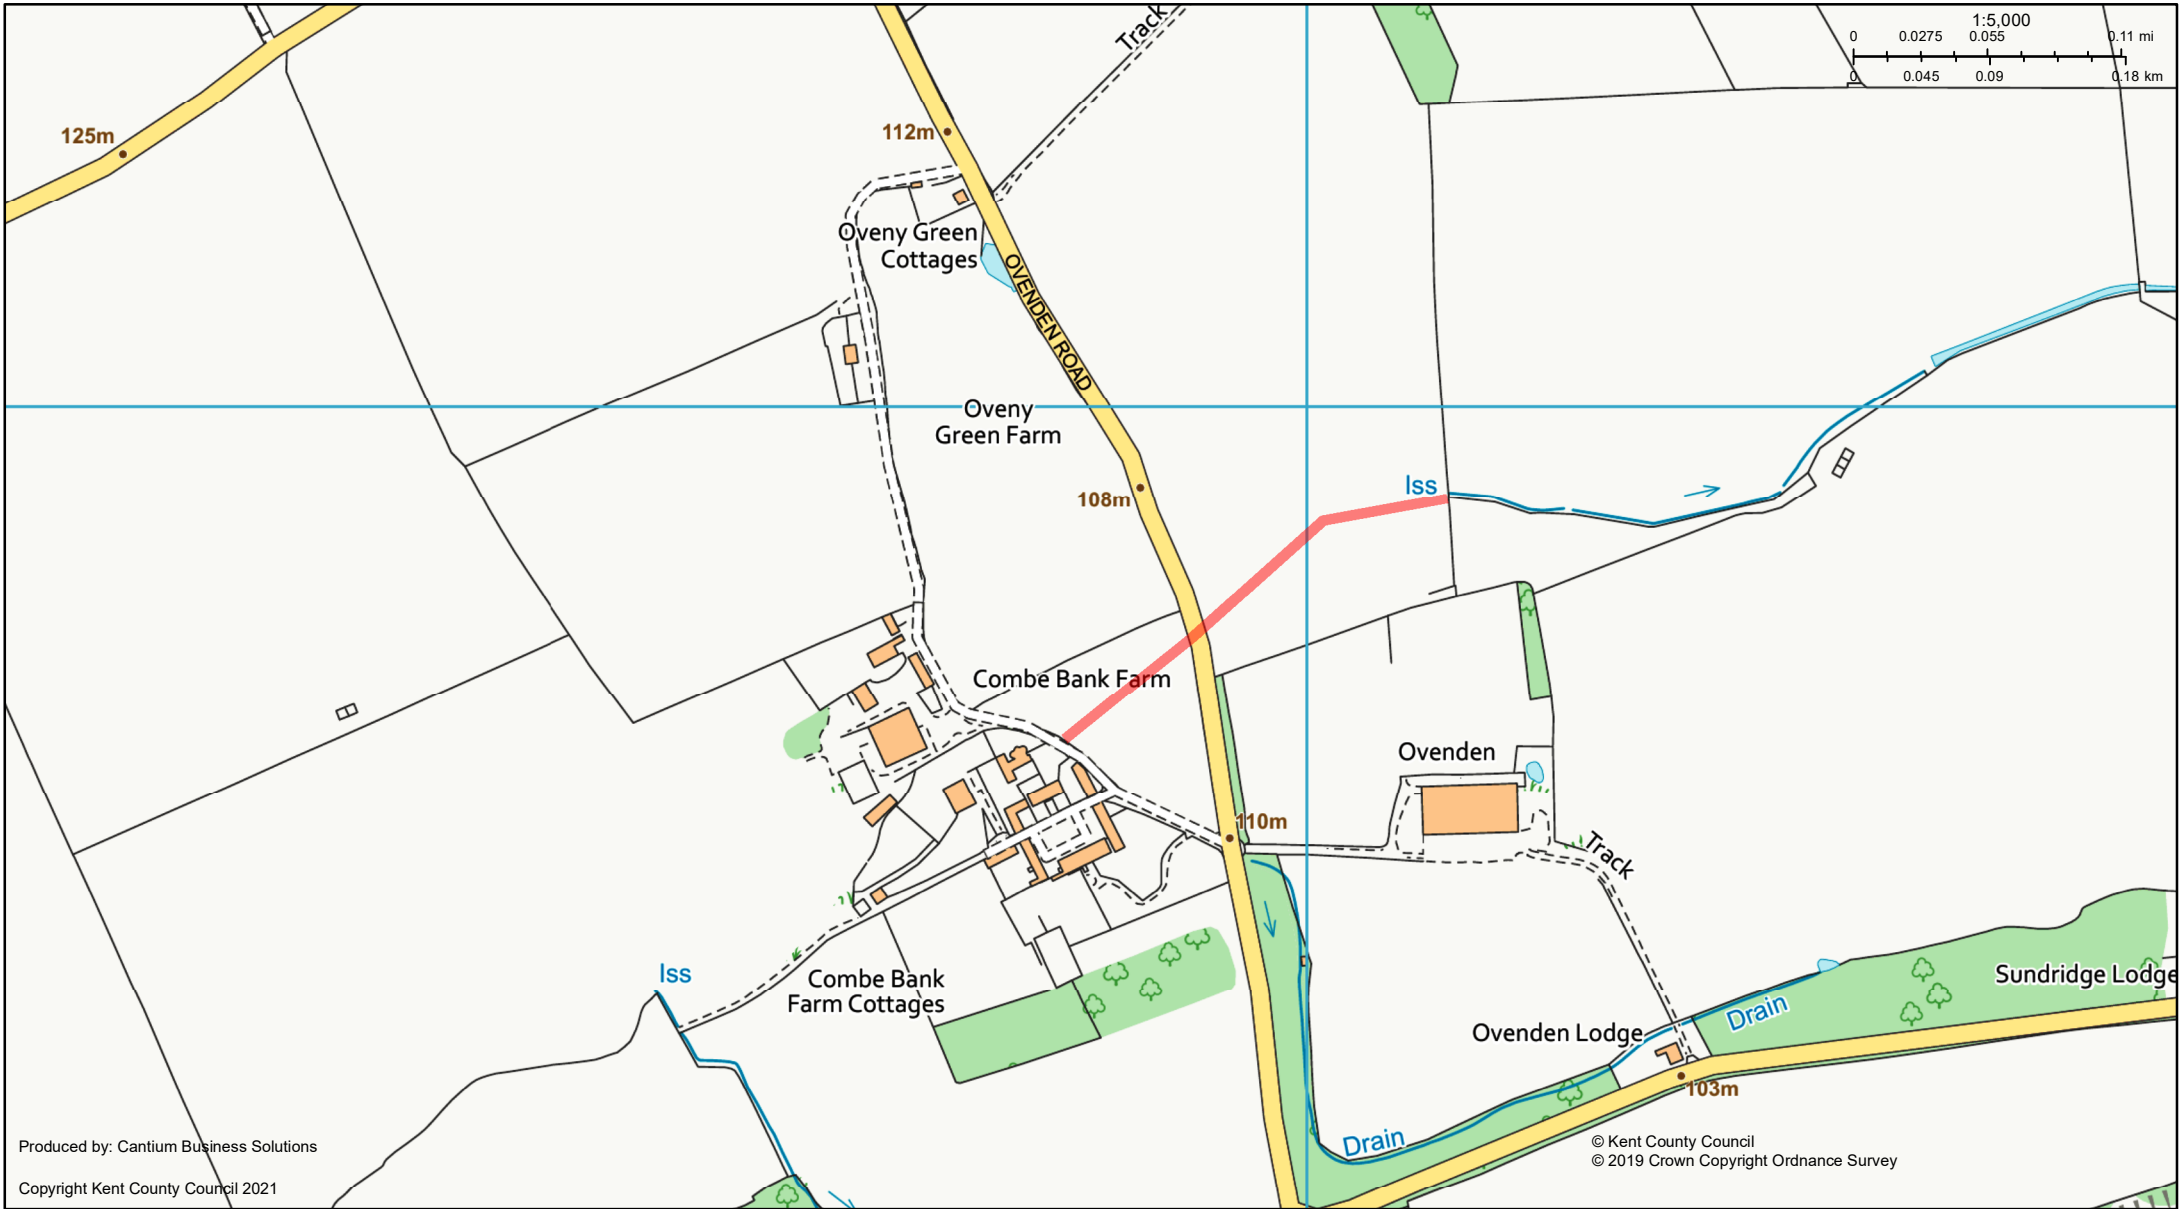 Track
1:5,000
0 0.0275 0.055 0.11 mi
0 0.045 0.09 0.18 km
125m
112m
Oveny Green
Cottages
OVENDEN ROAD
Oveny
Green Farm
108m
Iss
Combe Bank Farm
Ovenden
110m
Track
Iss
Combe Bank
Farm Cottages
Sundridge Lodge
Drain
Ovenden Lodge
103m
Drain
Produced by: Cantium Business Solutions
Copyright Kent County Council 2021
© Kent County Council
© 2019 Crown Copyright Ordnance Survey